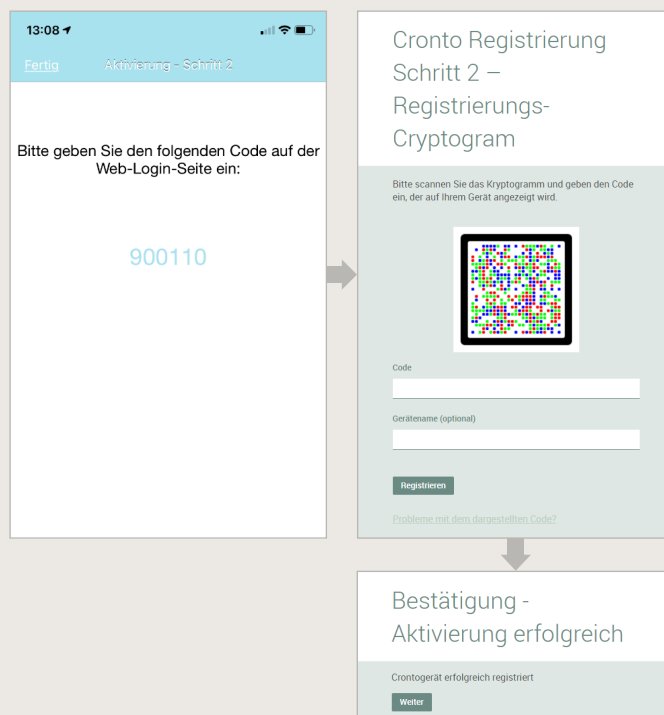 13:08
Fertig
Aktivierung - Schritt 2
Bitte geben Sie den folgenden Code auf der
Web-Login-Seite ein:
900110
Cronto Registrierung
Schritt 2 –
Registrierungs-
Cryptogram
Bitte scannen Sie das Kryptogramm und geben den Code
ein, der auf Ihrem Gerät angezeigt wird.
Code
Gerätename (optional)
Registrieren
Probleme mit dem dargestellten Code?
Bestätigung -
Aktivierung erfolgreich
Crontogerät erfolgreich registriert
Weiter